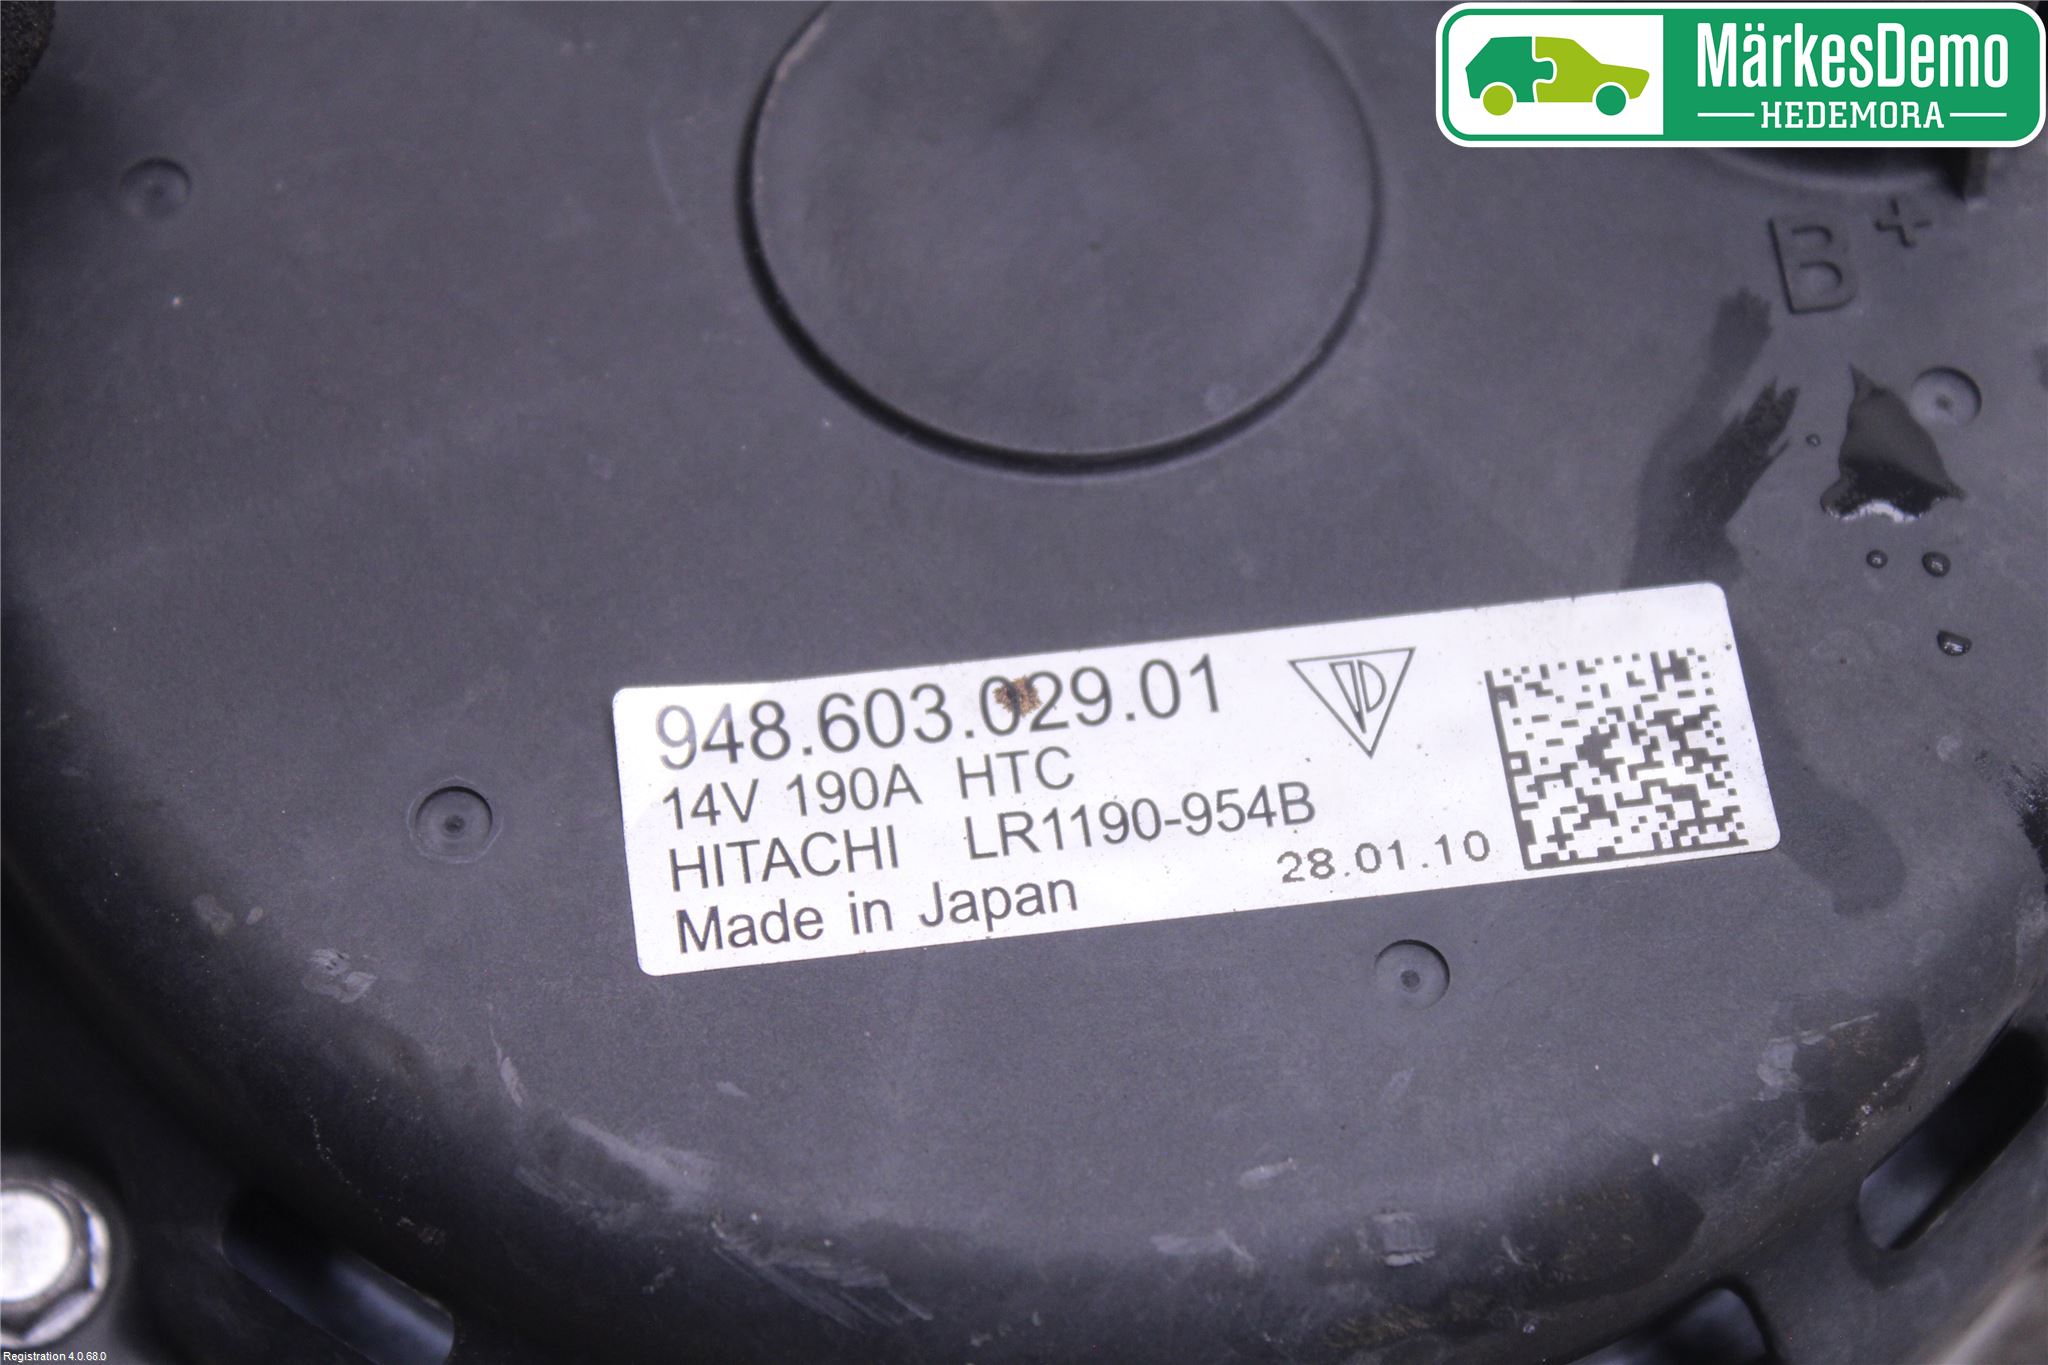 MärkesDemo
HEDEMORA
B+
948.603.029.01
14V 190A HTC
HITACHI LR1190-954B
28.01.10
Made in Japan
Registration 4.0.68.0